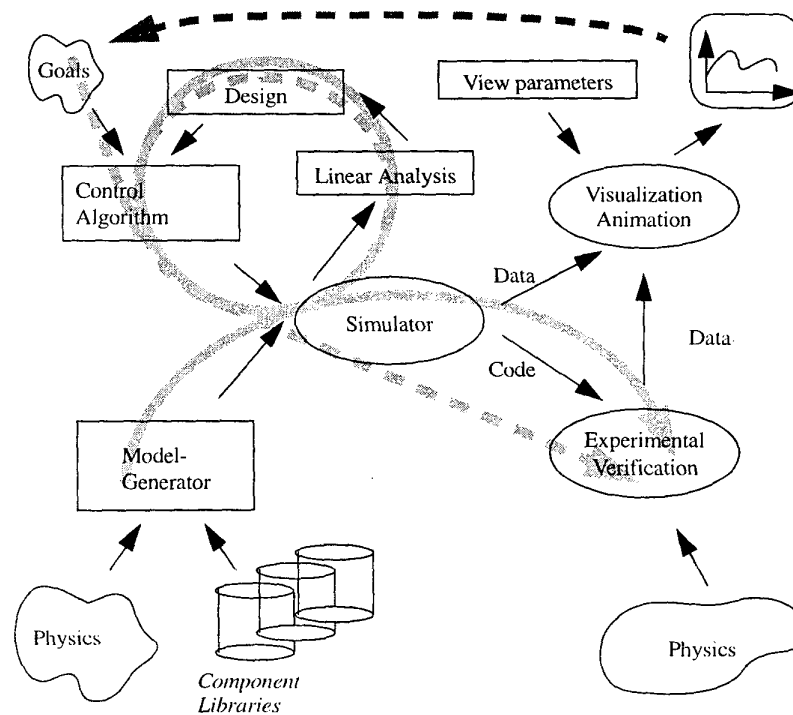 Goals
Design
View parameters
Control
Algorithm
Linear Analysis
Visualization
Animation
Data
Simulator
Data
Code
Model-
Generator
Experimental
Verification
Physics
Physics
Component
Libraries